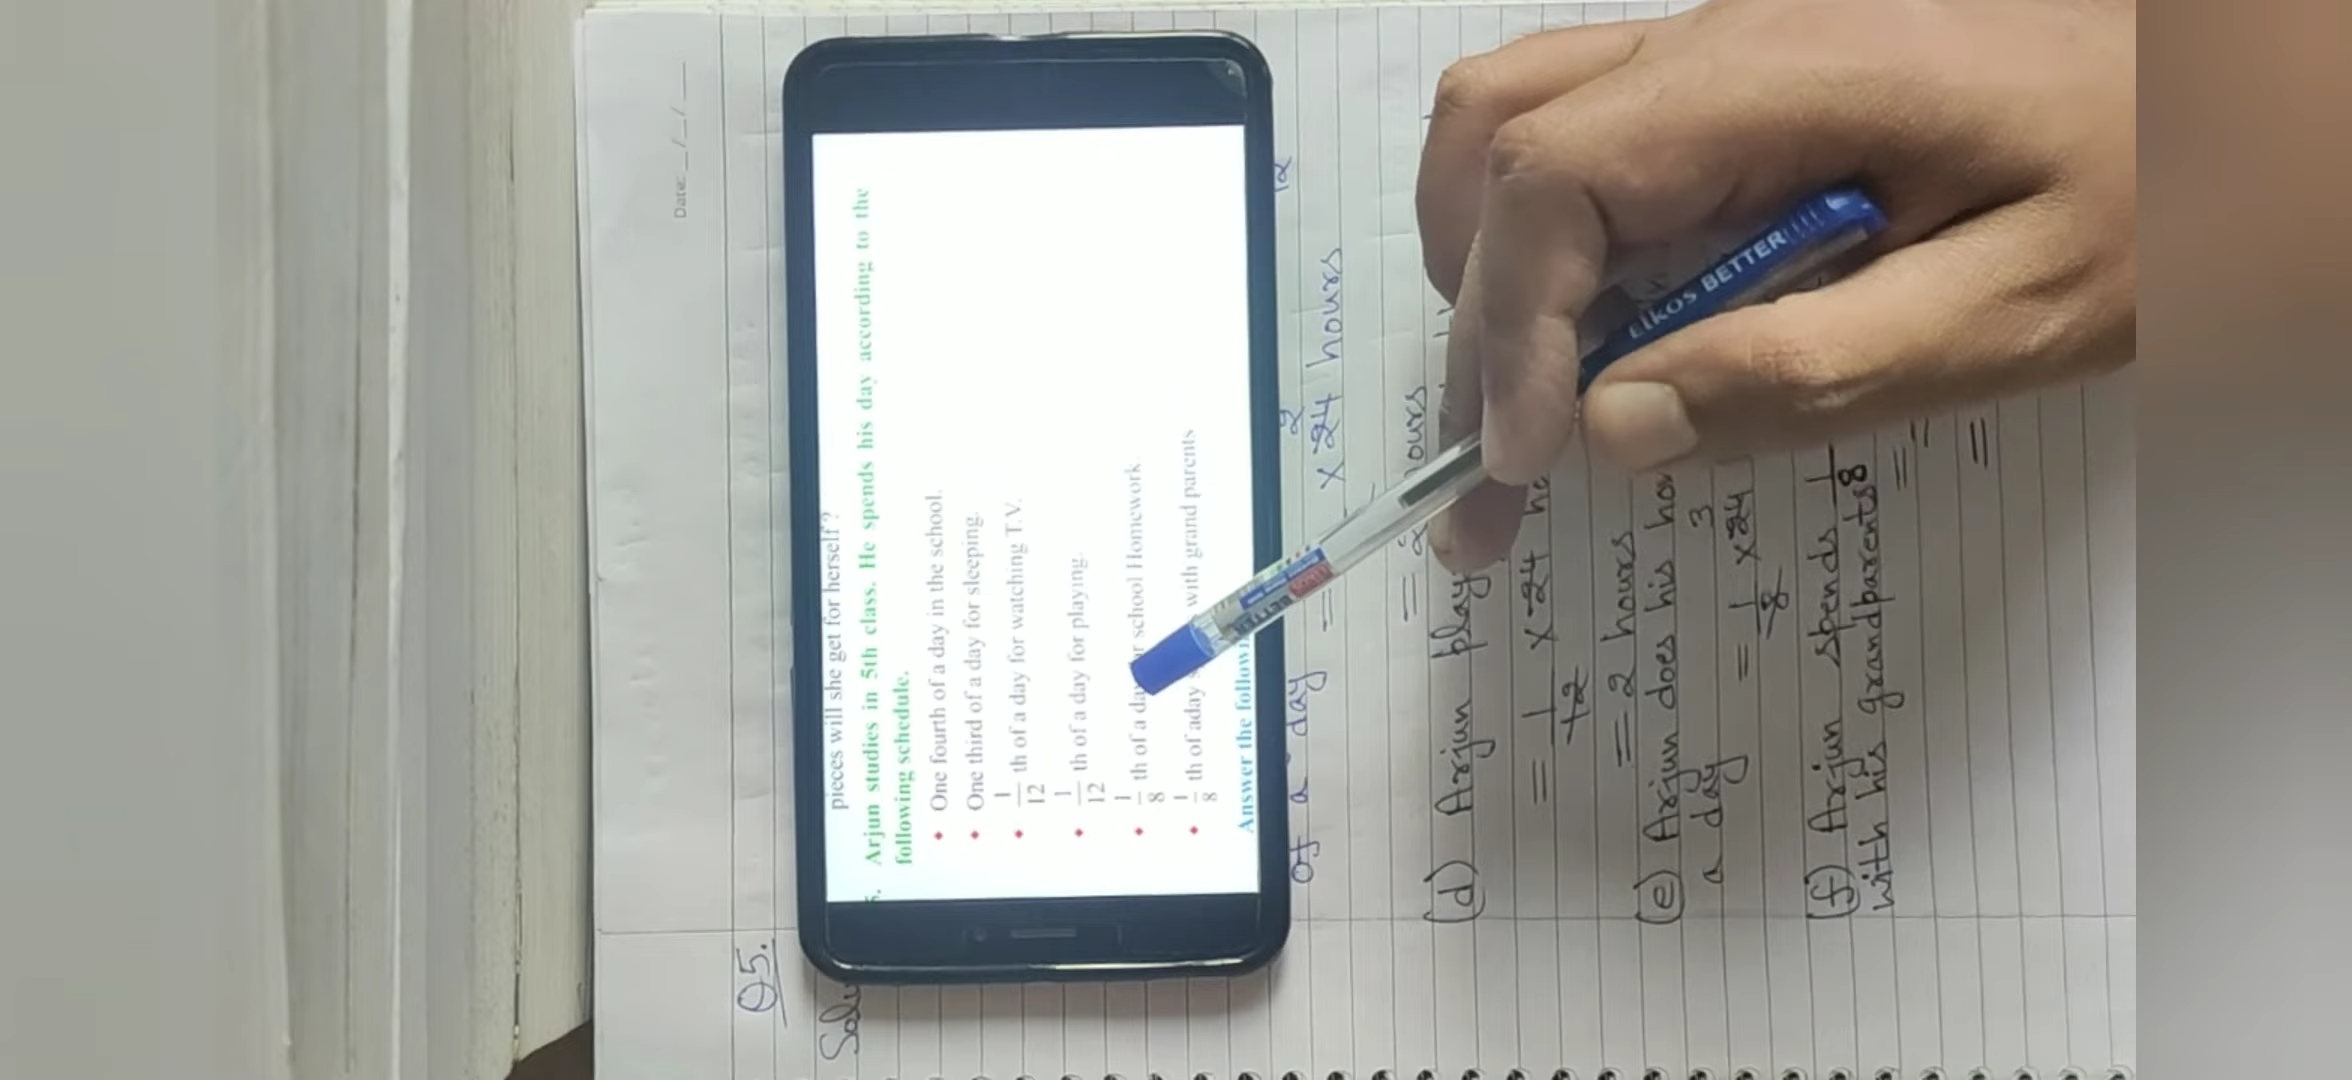 Date: _/_/_
Q5.
pieces will she get for herself ?
5. Arjun studies in 5th class. He spends his day according to the
following schedule.
• One fourth of a day in the school.
• One third of a day for sleeping.
• 1/12 th of a day for watching T.V.
• 1/12 th of a day for playing.
• 1/8 th of a day school Homework.
• 1/8 th of aday with grand parents
Answer the
of a day
2
x 24 hours
= hours
(d) Arjun play
= 1/12 x 24
= 2 hours
(e) Arjun does his
a day = 1/8 x 24
3
(f) Arjun spends 1/8
with his grandparents =
=
ElKOS BETTER